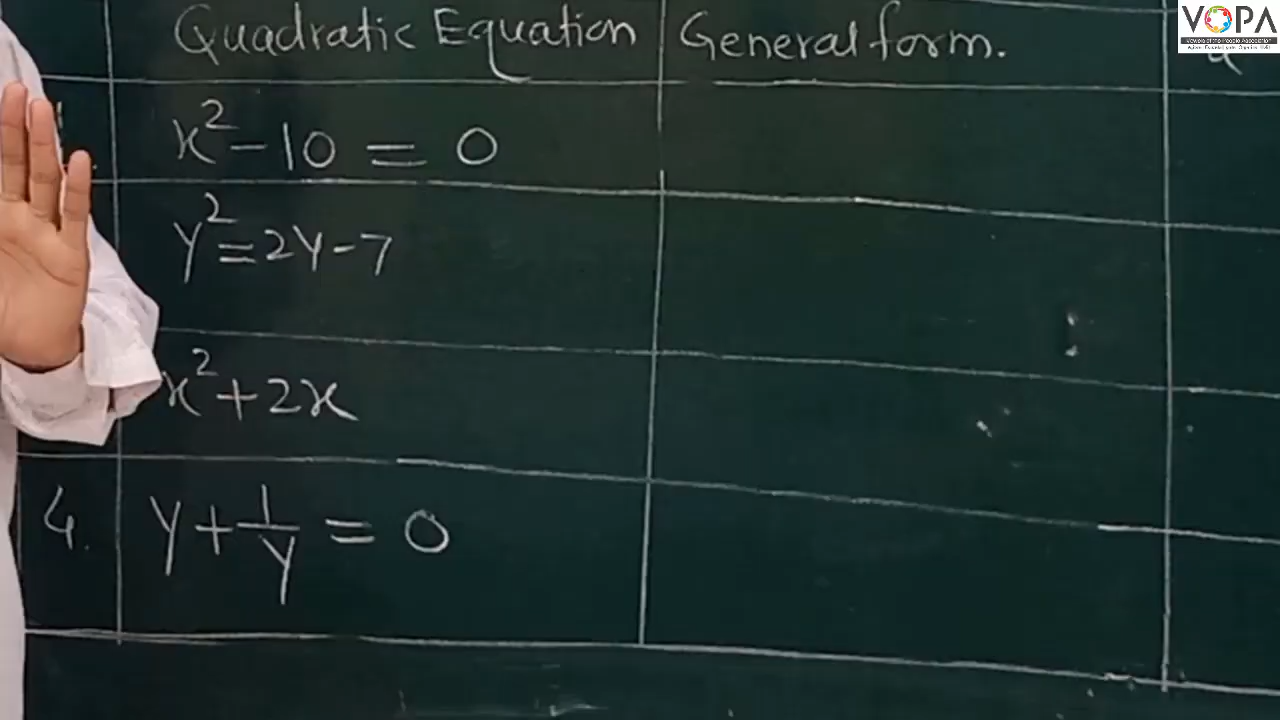 VOPA
Quadratic Equation General form. a
x² - 10 = 0
y² = 2y - 7
x² + 2x
4. y + 1/y = 0